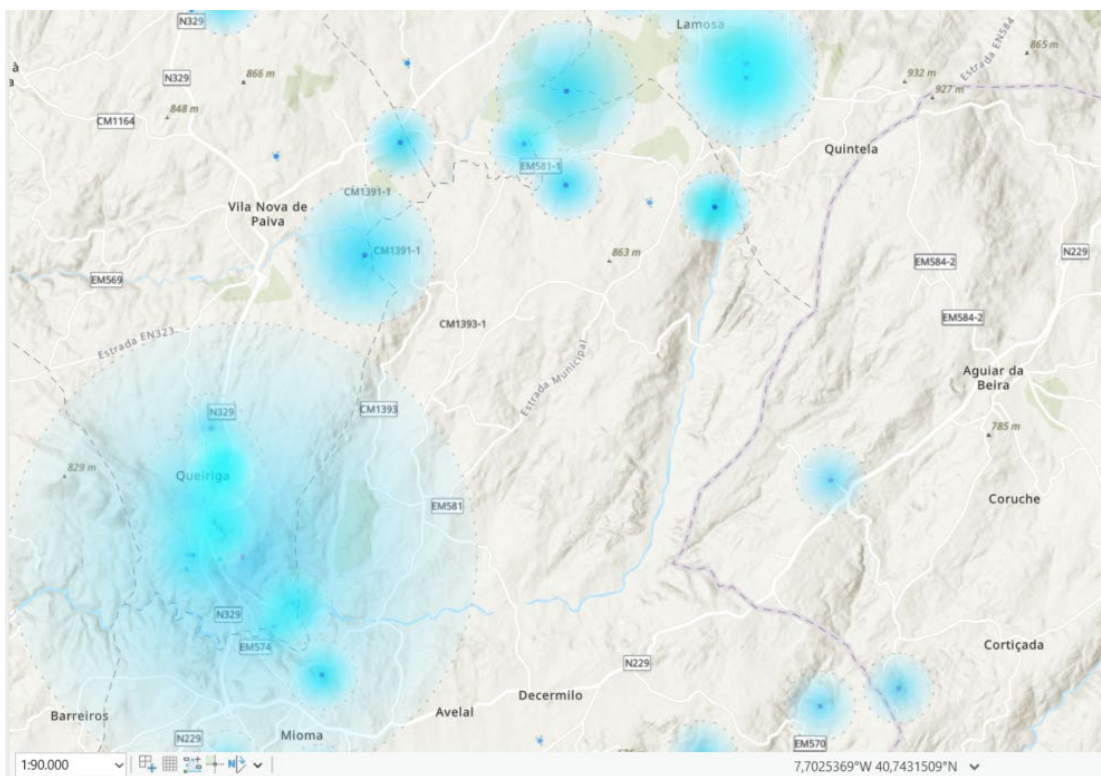 N329
Lamosa
Estrada EN584
865 m
à
866 m
N329
932 m
927 m
848 m
CM1164
Quintela
EM581-1
CM1391-1
Vila Nova de
Paiva
CM1391-1
863 m
N229
EM584-2
EM569
CM1393-1
EM584-2
Estrada EN323
Estrada Municipal
Aguiar da
Beira
CM1393
N329
785 m
829 m
Queiriga
Coruche
EM581
N329
EM574
Cortiçada
N229
Decermilo
Barreiros
Avelal
N229
Mioma
EM570
1:90.000
N
7,7025369°W 40,7431509°N